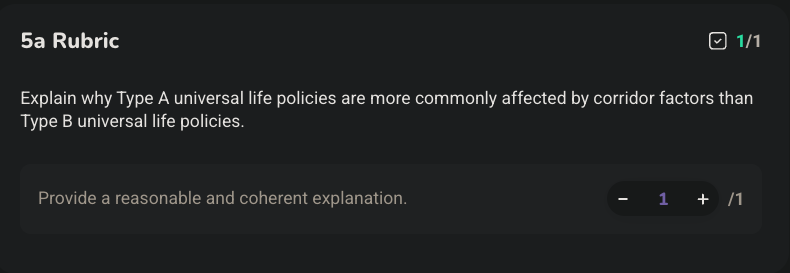 5a Rubric
1/1
Explain why Type A universal life policies are more commonly affected by corridor factors than
Type B universal life policies.
Provide a reasonable and coherent explanation.
− 1 + /1